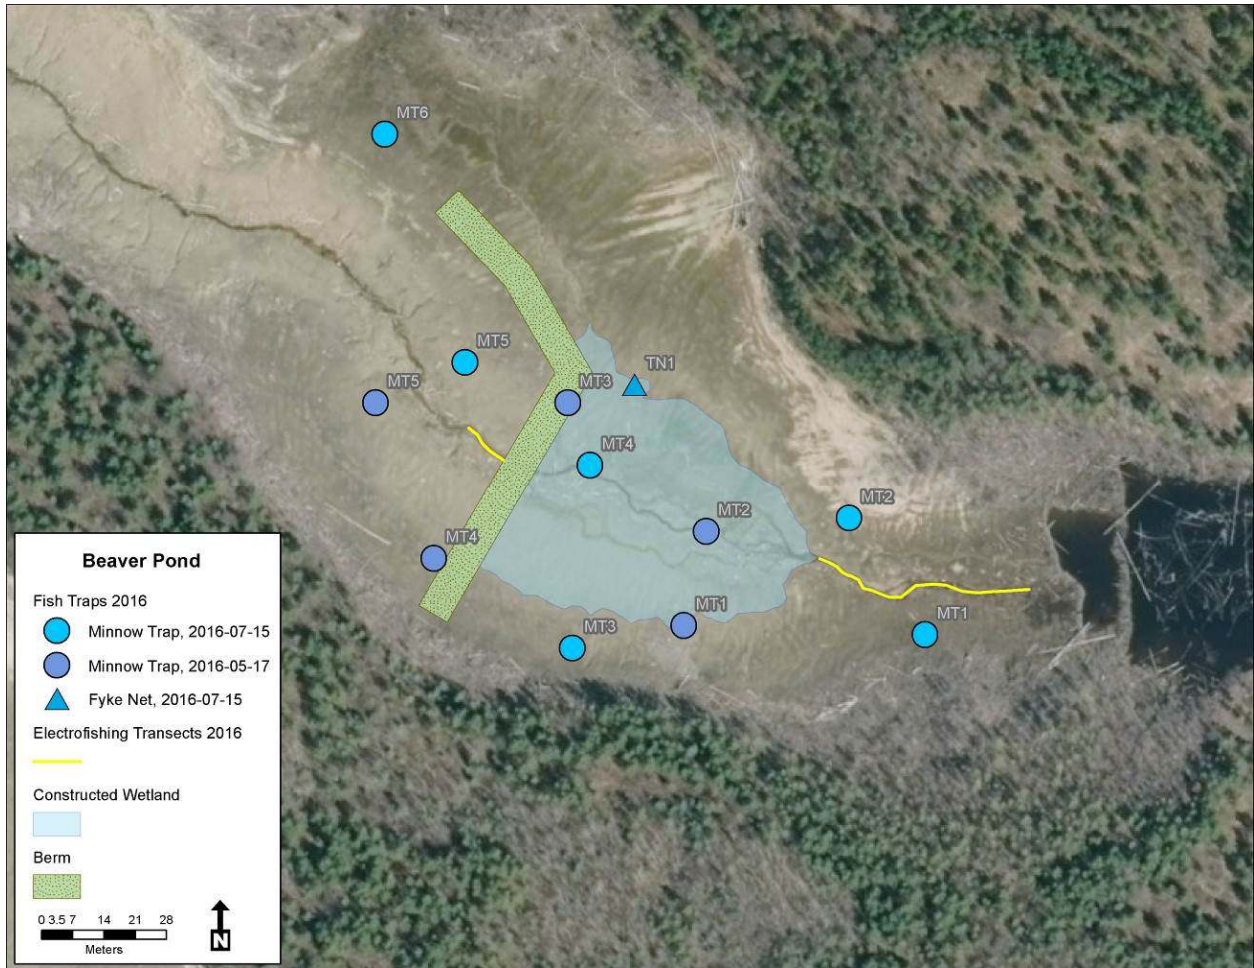 MT6
MT5
TN1
MT5
MT3
MT4
MT2
MT2
MT4
MT1
MT1
MT3
Beaver Pond
Fish Traps 2016
Minnow Trap, 2016-07-15
Minnow Trap, 2016-05-17
Fyke Net, 2016-07-15
Electrofishing Transects 2016
Constructed Wetland
Berm
0 3.5 7 14 21 28
Meters
N